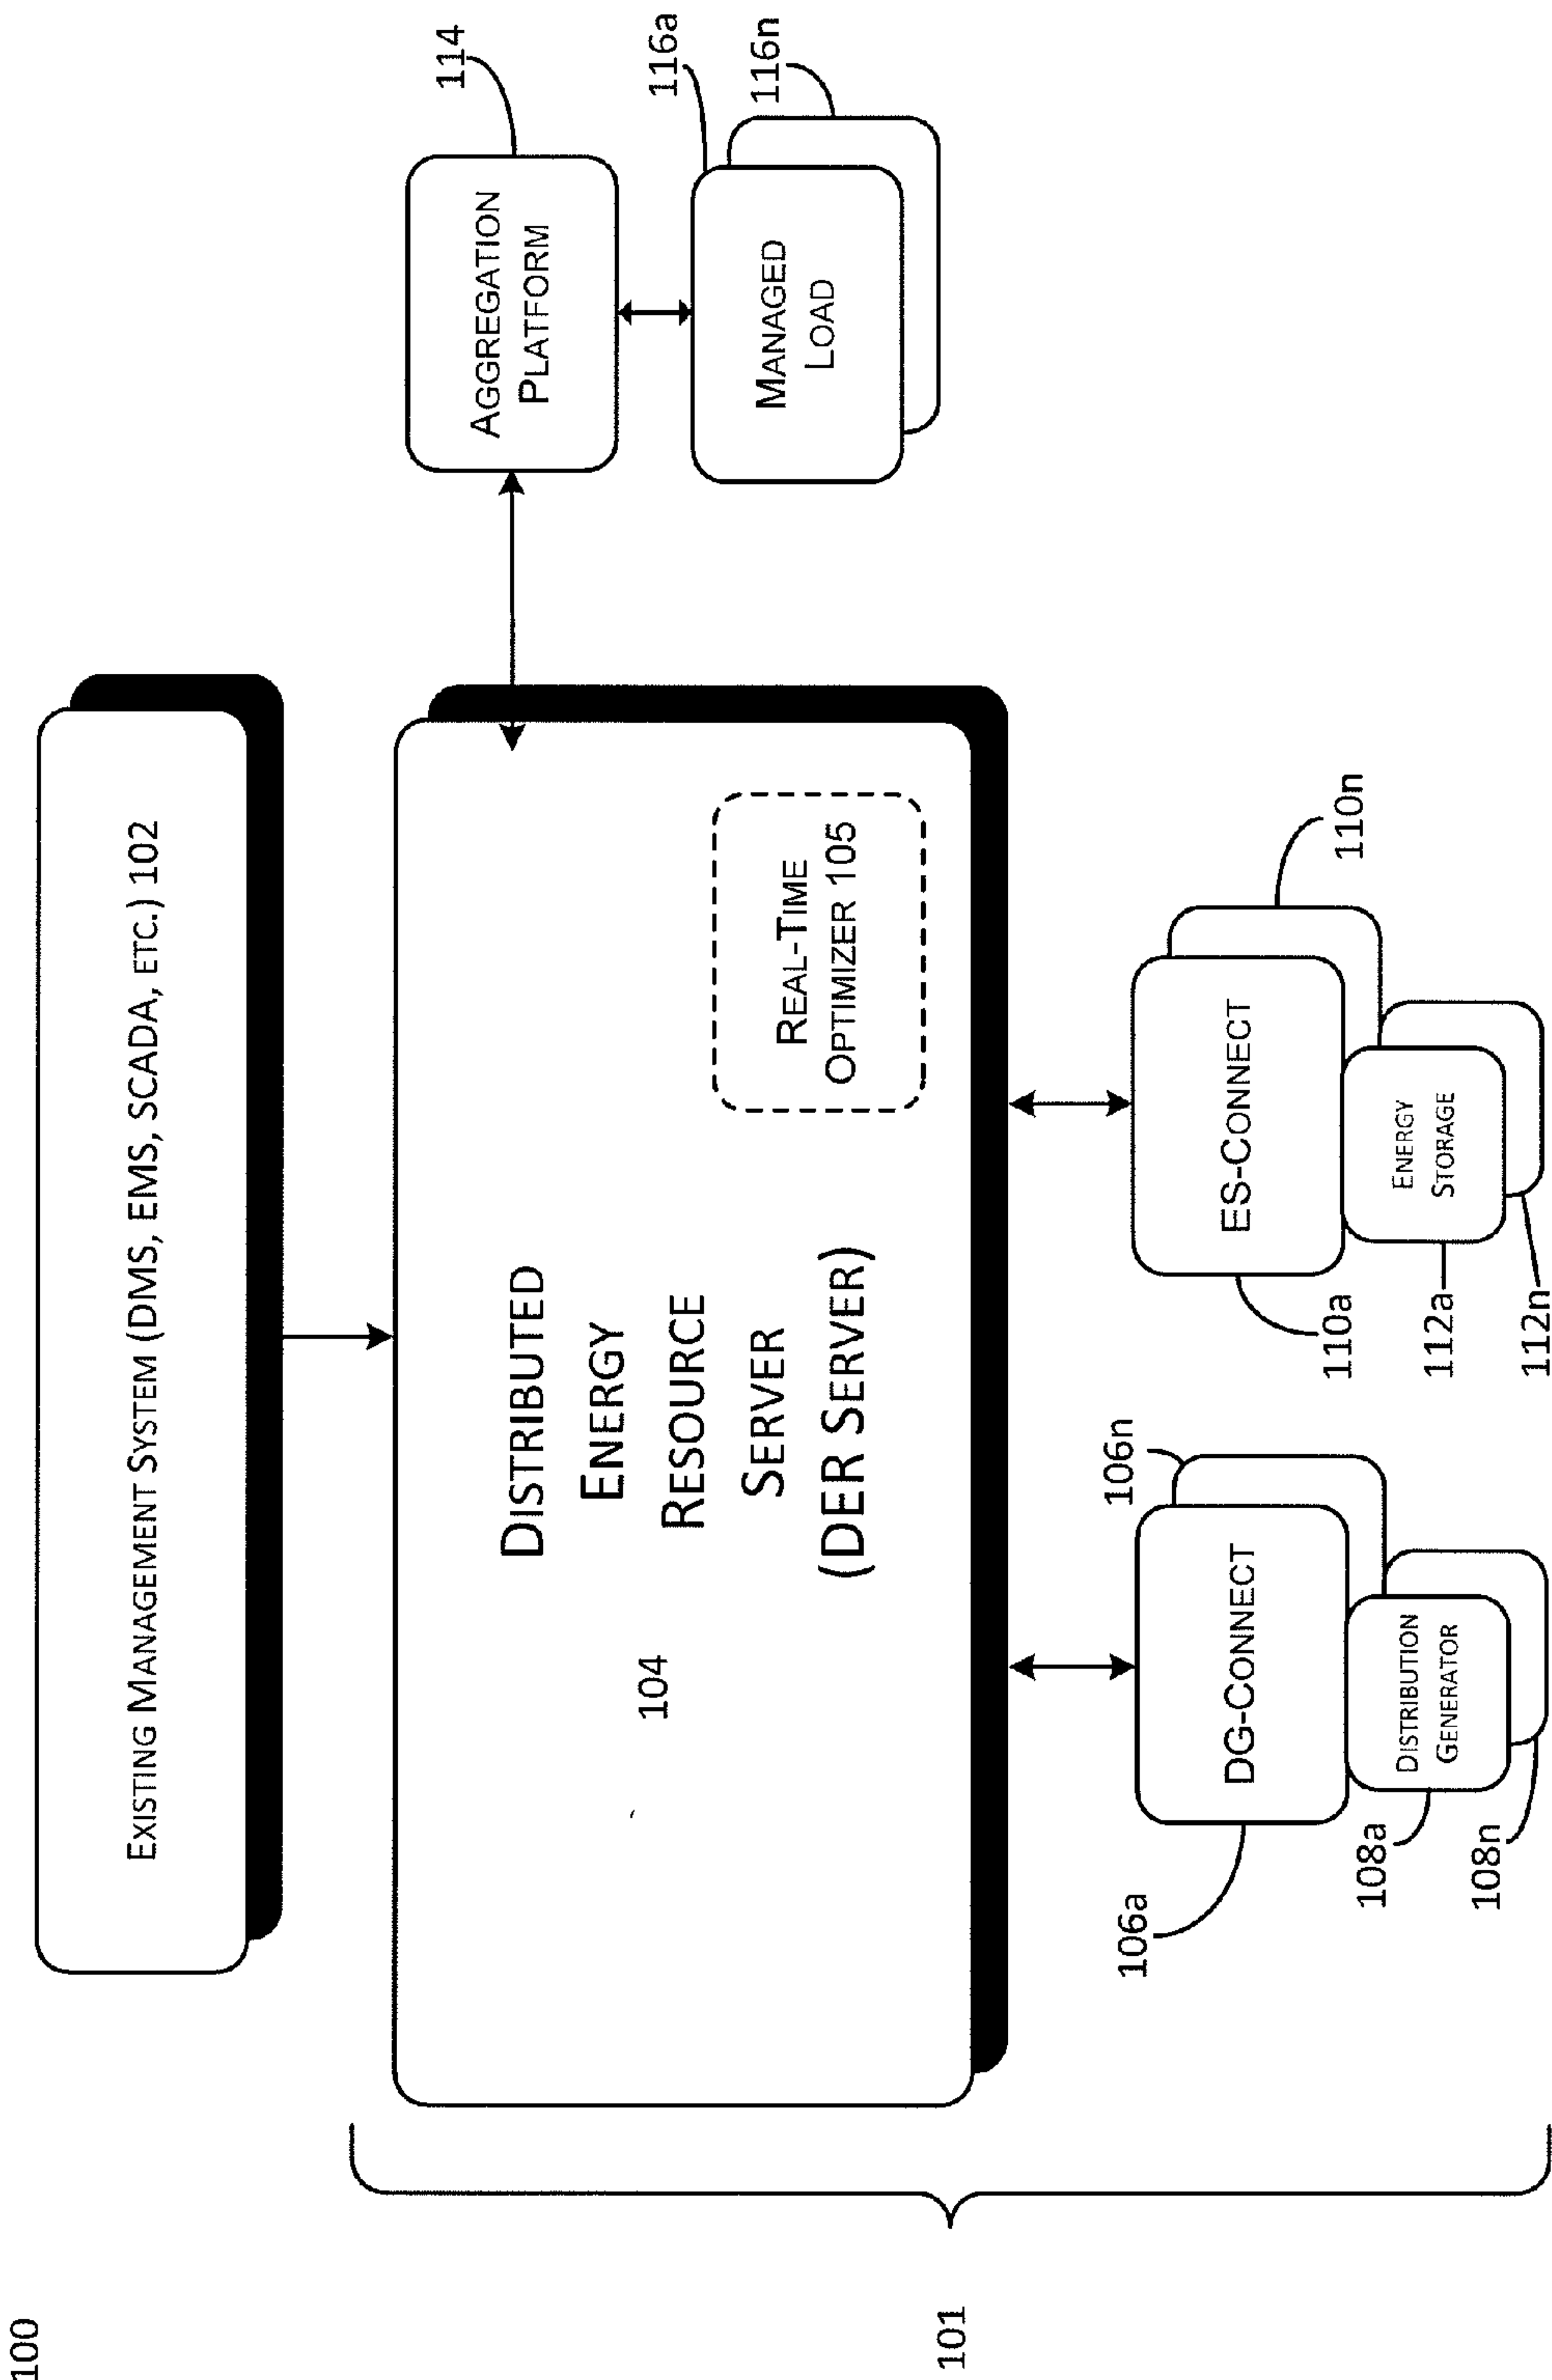 100
EXISTING MANAGEMENT SYSTEM (DMS, EMS, SCADA, ETC.) 102
DISTRIBUTED
ENERGY
RESOURCE
SERVER
(DER SERVER)
104
REAL-TIME
OPTIMIZER 105
AGGREGATION
PLATFORM
114
MANAGED
LOAD
116a
116n
101
DG-CONNECT
106a
106n
DISTRIBUTION
GENERATOR
108a
108n
ES-CONNECT
110a
110n
ENERGY
STORAGE
112a
112n